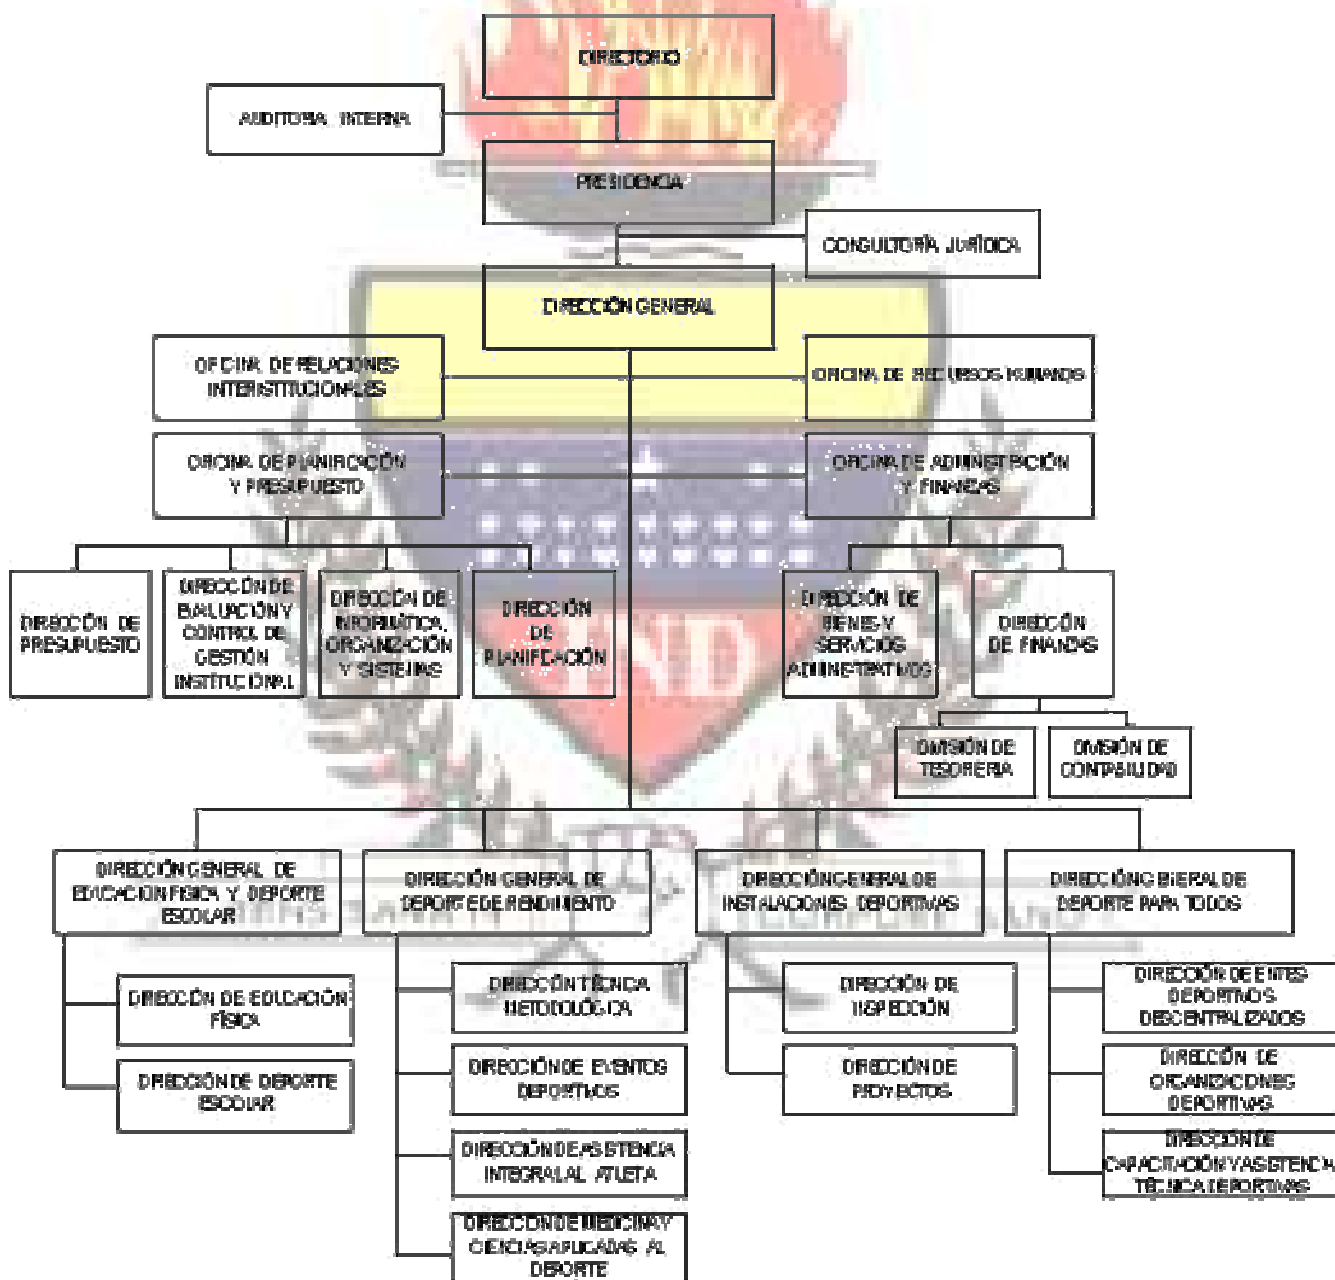 DIRECTORIO
AUDITORIA INTERNA
PRESIDENCIA
CONSULTORÍA JURÍDICA
DIRECCIÓN GENERAL
OFICINA DE RELACIONES
INTERISTITUCIONALES
OFICINA DE RECURSOS HUMANOS
OFICINA DE PLANIFICACIÓN
Y PRESUPUESTO
OFICINA DE ADMINISTRACIÓN
Y FINANZAS
DIRECCIÓN DE
PRESUPUESTO
DIRECCIÓN DE
EVALUACIÓN Y
CONTROL DE
GESTIÓN
INSTITUCIONAL
DIRECCIÓN DE
INFORMÁTICA,
ORGANIZACIÓN
Y SISTEMAS
DIRECCIÓN
DE
PLANIFICACIÓN
DIRECCIÓN DE
BIENES Y
SERVICIOS
ADMINISTRATIVOS
DIRECCIÓN
DE FINANZAS
IND
DIVISIÓN DE
TESORERIA
DIVISIÓN DE
CONTABILIDAD
DIRECCIÓN GENERAL DE
EDUCACIÓN FISICA Y DEPORTE
ESCOLAR
DIRECCIÓN GENERAL DE
DEPORTE DE RENDIMIENTO
DIRECCIÓN GENERAL DE
INSTALACIONES DEPORTIVAS
DIRECCIÓN GENERAL DE
DEPORTE PARA TODOS
DIRECCIÓN DE EDUCACIÓN
FÍSICA
DIRECCIÓN DE DEPORTE
ESCOLAR
DIRECCIÓN TÉCNICA
METODOLÓGICA
DIRECCIÓN DE EVENTOS
DEPORTIVOS
DIRECCIÓN DE ASISTENCIA
INTEGRAL AL ATLETA
DIRECCIÓN DE MEDICINA Y
CIENCIAS APLICADAS AL
DEPORTE
DIRECCIÓN DE
INSPECCIÓN
DIRECCIÓN DE
PROYECTOS
DIRECCIÓN DE ENTES
DEPORTIVOS
DESCENTRALIZADOS
DIRECCIÓN DE
ORGANIZACIONES
DEPORTIVAS
DIRECCIÓN DE
CAPACITACIÓN Y ASISTENCIA
TÉCNICA DEPORTIVAS